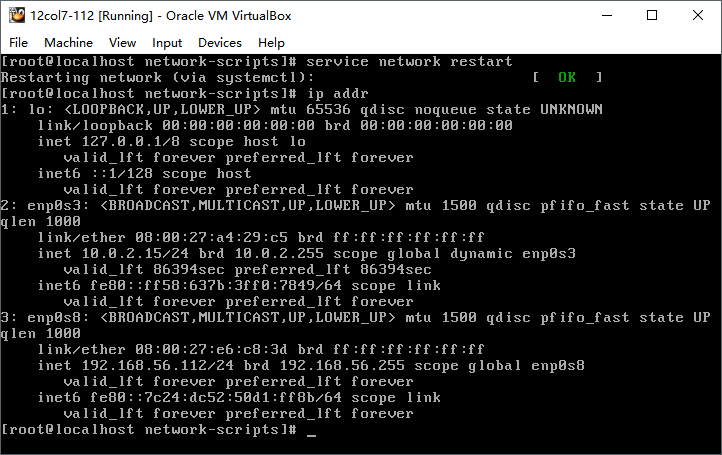 12col7-112 [Running] - Oracle VM VirtualBox
File Machine View Input Devices Help
[root@localhost network-scripts]# service network restart
Restarting network (via systemctl): [ OK ]
[root@localhost network-scripts]# ip addr
1: lo: <LOOPBACK,UP,LOWER_UP> mtu 65536 qdisc noqueue state UNKNOWN
link/loopback 00:00:00:00:00:00 brd 00:00:00:00:00:00
inet 127.0.0.1/8 scope host lo
valid_lft forever preferred_lft forever
inet6 ::1/128 scope host
valid_lft forever preferred_lft forever
2: enp0s3: <BROADCAST,MULTICAST,UP,LOWER_UP> mtu 1500 qdisc pfifo_fast state UP
qlen 1000
link/ether 08:00:27:a4:29:c5 brd ff:ff:ff:ff:ff:ff
inet 10.0.2.15/24 brd 10.0.2.255 scope global dynamic enp0s3
valid_lft 86394sec preferred_lft 86394sec
inet6 fe80::ff58:637b:3ff0:7849/64 scope link
valid_lft forever preferred_lft forever
3: enp0s8: <BROADCAST,MULTICAST,UP,LOWER_UP> mtu 1500 qdisc pfifo_fast state UP
qlen 1000
link/ether 08:00:27:e6:c8:3d brd ff:ff:ff:ff:ff:ff
inet 192.168.56.112/24 brd 192.168.56.255 scope global enp0s8
valid_lft forever preferred_lft forever
inet6 fe80::7c24:dc52:50d1:ff8b/64 scope link
valid_lft forever preferred_lft forever
[root@localhost network-scripts]# _